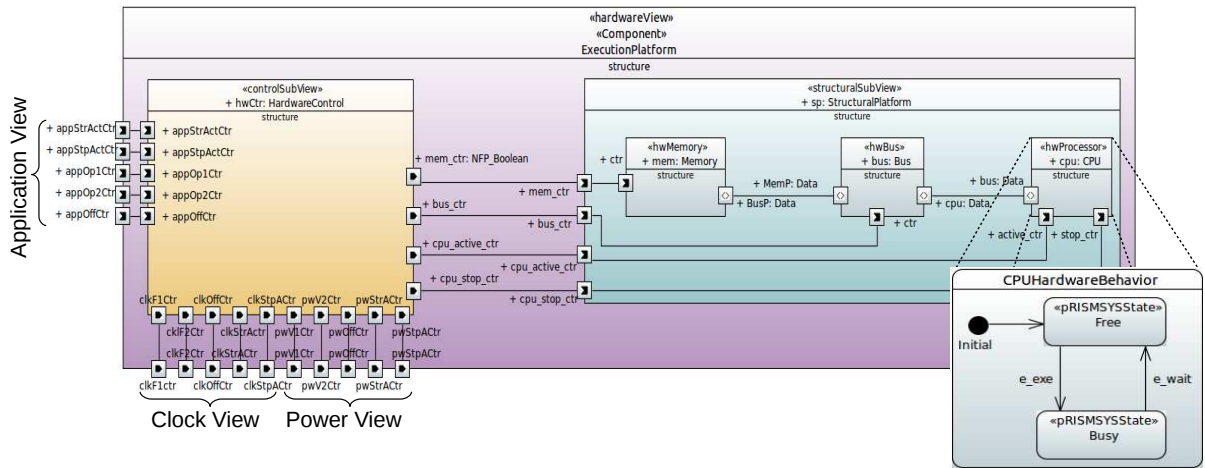 «hardwareView»
«Component»
ExecutionPlatform
structure
Application View
+ appStrActCtr
+ appStpActCtr
+ appOp1Ctr
+ appOp2Ctr
+ appOffCtr
«controlSubView»
+ hwCtr: HardwareControl
structure
+ appStrActCtr
+ appStpActCtr
+ appOp1Ctr
+ appOp2Ctr
+ appOffCtr
+ mem_ctr: NFP_Boolean
+ mem_ctr
+ bus_ctr
+ bus_ctr
+ cpu_active_ctr
+ cpu_active_ctr
+ cpu_stop_ctr
+ cpu_stop_ctr
«structuralSubView»
+ sp: StructuralPlatform
structure
+ ctr
«hwMemory»
+ mem: Memory
structure
+ MemP: Data
+ BusP: Data
«hwBus»
+ bus: Bus
structure
+ ctr
+ bus: Data
+ cpu: Data
«hwProcessor»
+ cpu: CPU
structure
+ active_ctr
+ stop_ctr
clkF1Ctr clkOffCtr clkStpACtr pwV2Ctr pwStrACtr
cklF2Ctr clkStrActr pwV1Ctr pwOffCtr pwStpACtr
clkF2Ctr clkStrACtr pwV1Ctr pwOffCtr pwStpACtr
clkF1ctr clkOffCtr clkStpACtr pwV2Ctr pwStrACtr
Clock View
Power View
CPUHardwareBehavior
Initial
«pRISMSYSState»
Free
e_exe
e_wait
«pRISMSYSState»
Busy